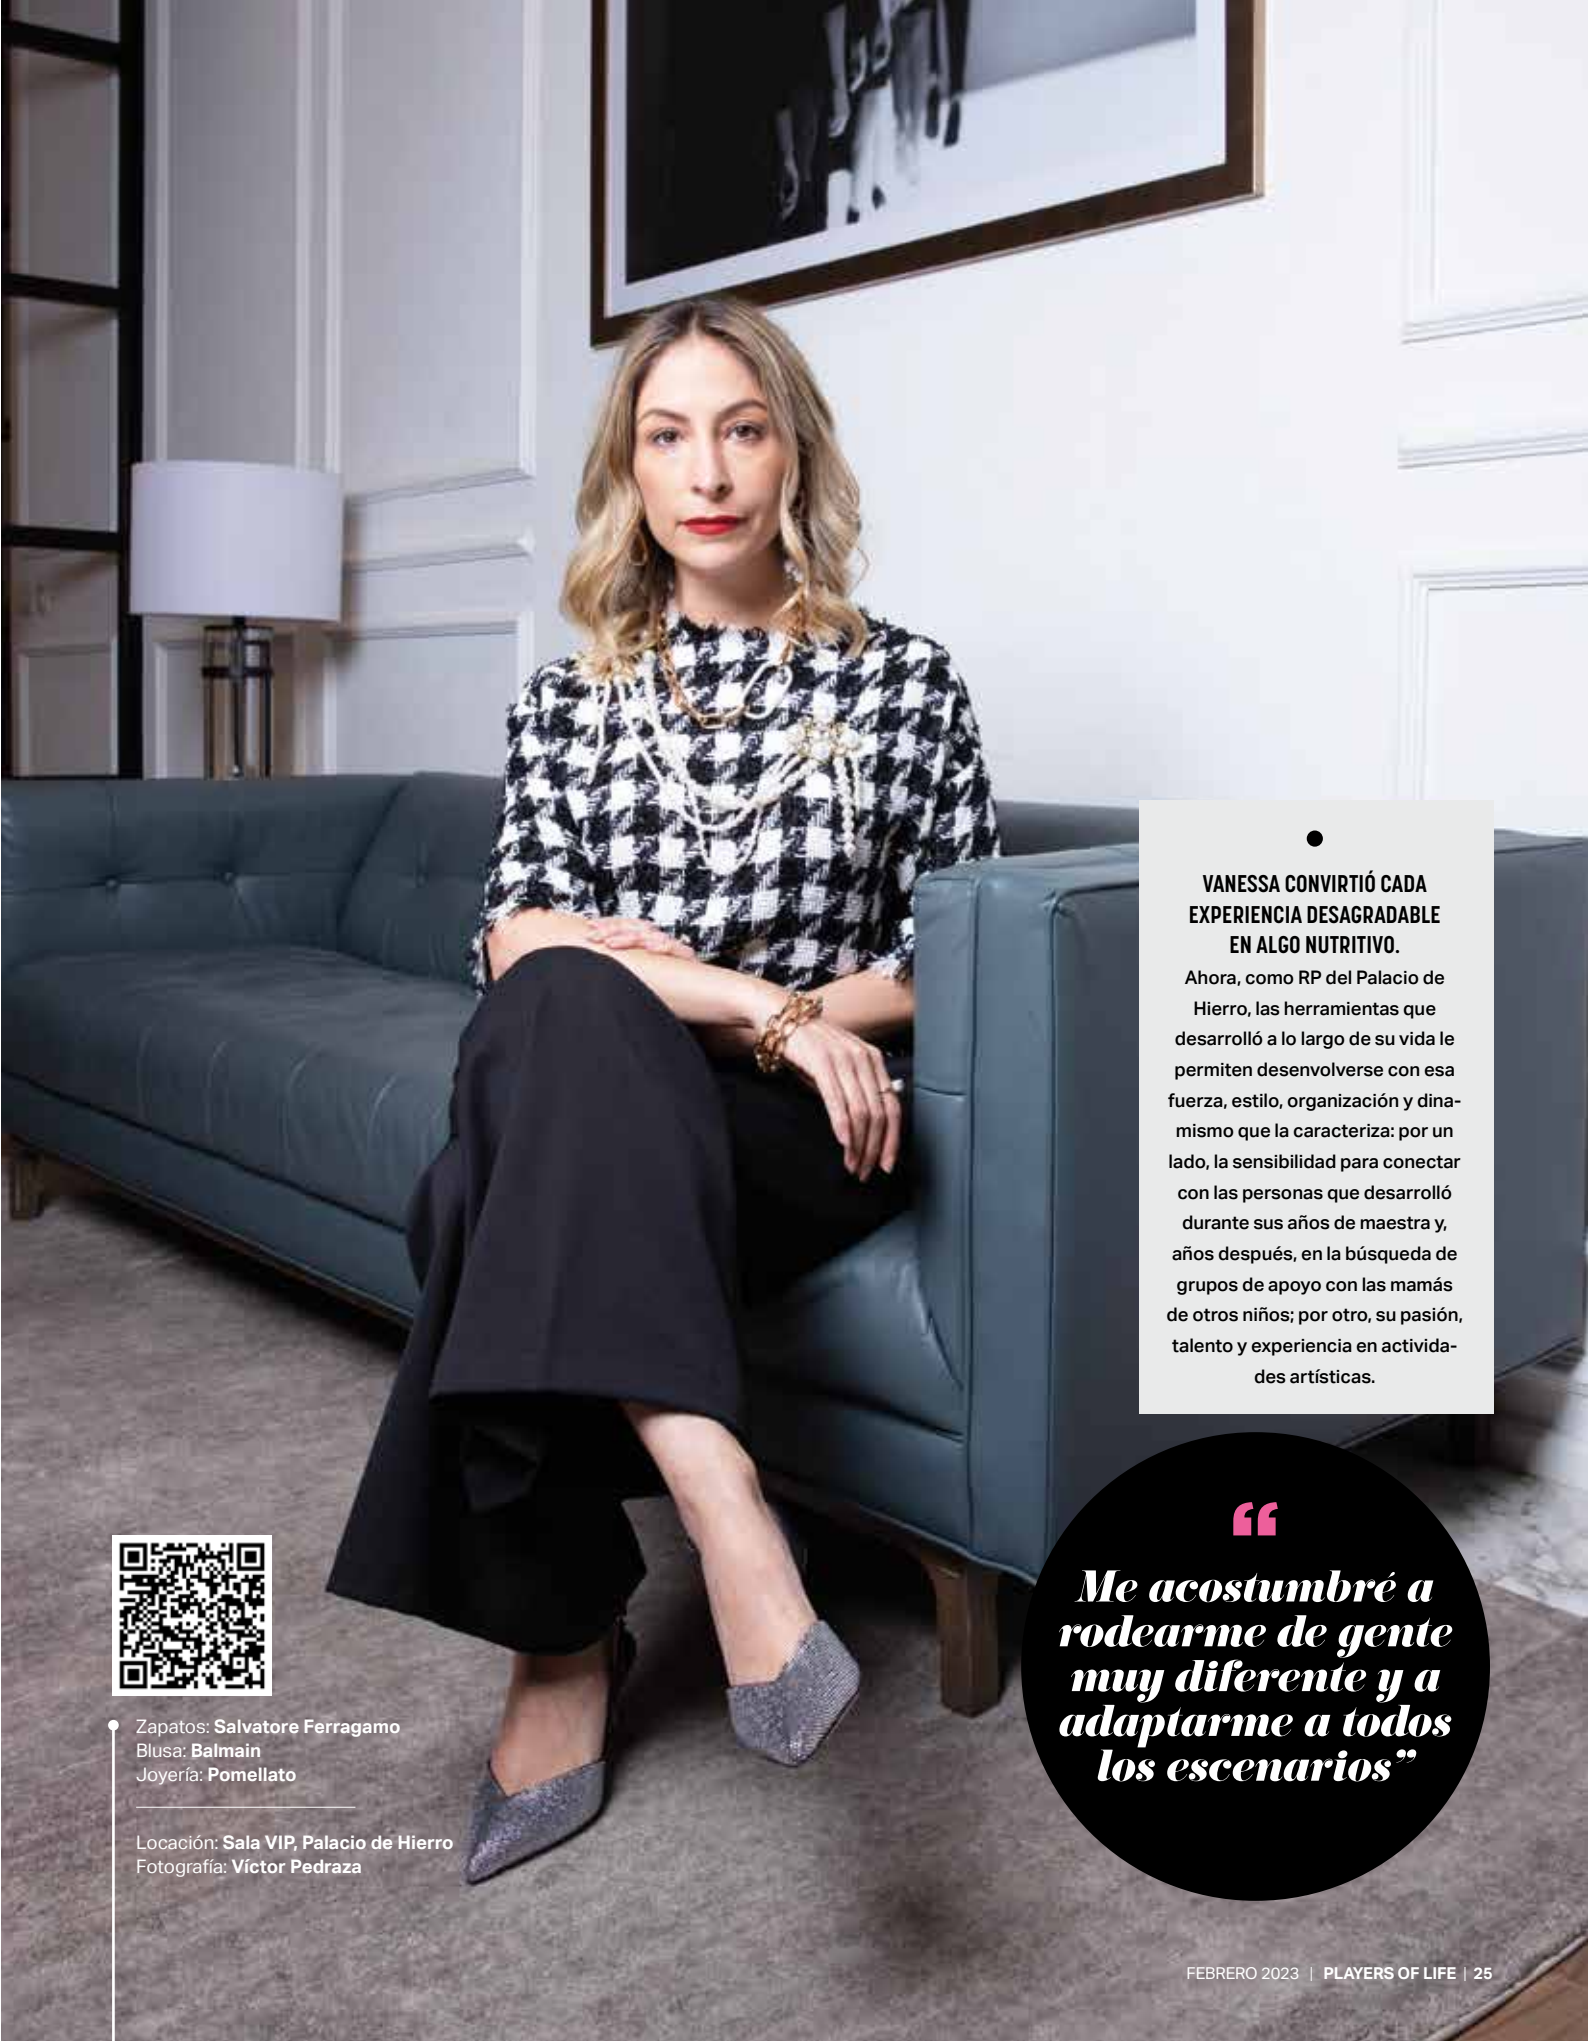 VANESSA CONVIRTIÓ CADA
EXPERIENCIA DESAGRADABLE
EN ALGO NUTRITIVO.
Ahora, como RP del Palacio de
Hierro, las herramientas que
desarrolló a lo largo de su vida le
permiten desenvolverse con esa
fuerza, estilo, organización y dina-
mismo que la caracteriza: por un
lado, la sensibilidad para conectar
con las personas que desarrolló
durante sus años de maestra y,
años después, en la búsqueda de
grupos de apoyo con las mamás
de otros niños; por otro, su pasión,
talento y experiencia en activida-
des artísticas.
“
Me acostumbré a
rodearme de gente
muy diferente y a
adaptarme a todos
los escenarios”
Zapatos: Salvatore Ferragamo
Blusa: Balmain
Joyería: Pomellato
Locación: Sala VIP, Palacio de Hierro
Fotografía: Víctor Pedraza
FEBRERO 2023 | PLAYERS OF LIFE | 25